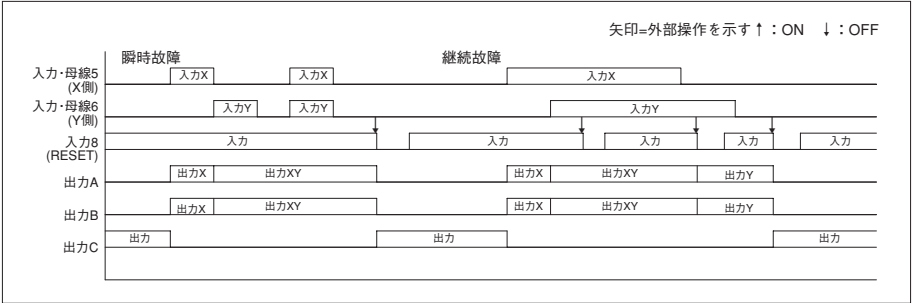 矢印=外部操作を示す↑：ON　↓：OFF
瞬時故障　継続故障
入力･母線5
(X側)
入力X　入力X　入力X
入力･母線6
(Y側)
入力Y　入力Y　入力Y
入力8
(RESET)
入力　入力　入力　入力　入力
出力A
出力X　出力XY　出力X　出力XY　出力Y
出力B
出力X　出力XY　出力X　出力XY　出力Y
出力C
出力　出力　出力